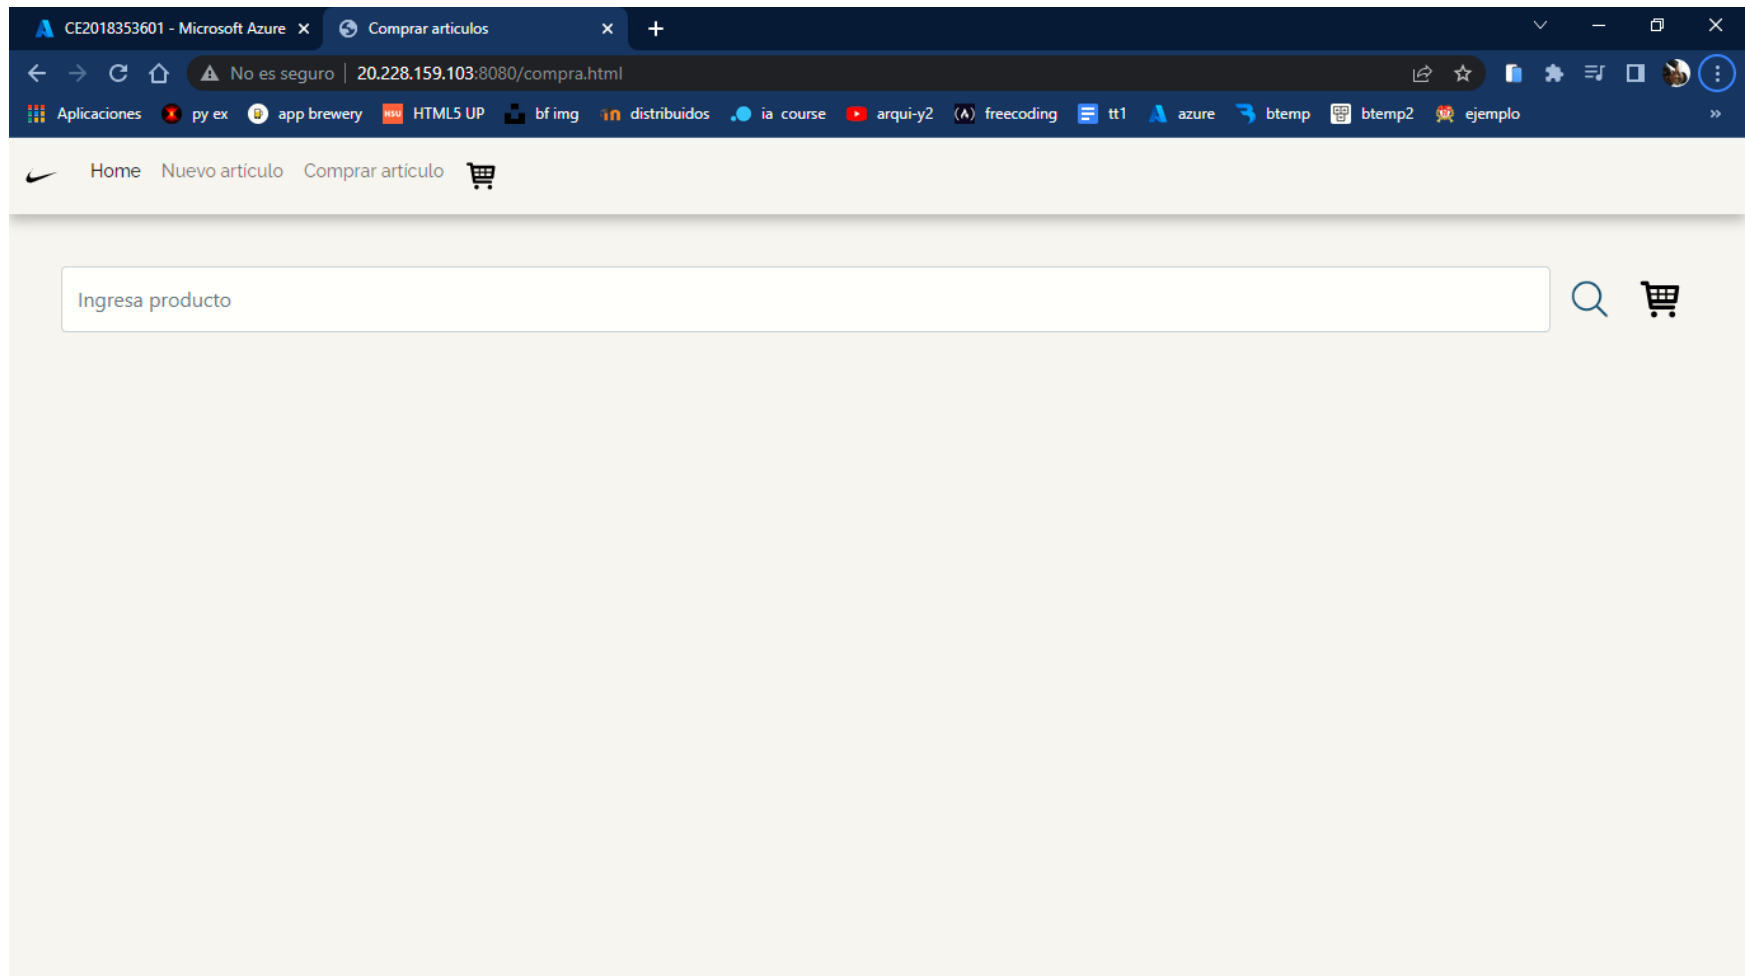 CE2018353601 - Microsoft Azure Comprar articulos
No es seguro 20.228.159.103:8080/compra.html
Aplicaciones py ex app brewery HSU HTML5 UP bf img distribuidos ia course arqui-y2 (A) freecoding tt1 azure btemp btemp2 ejemplo »
Home Nuevo artículo Comprar artículo
Ingresa producto